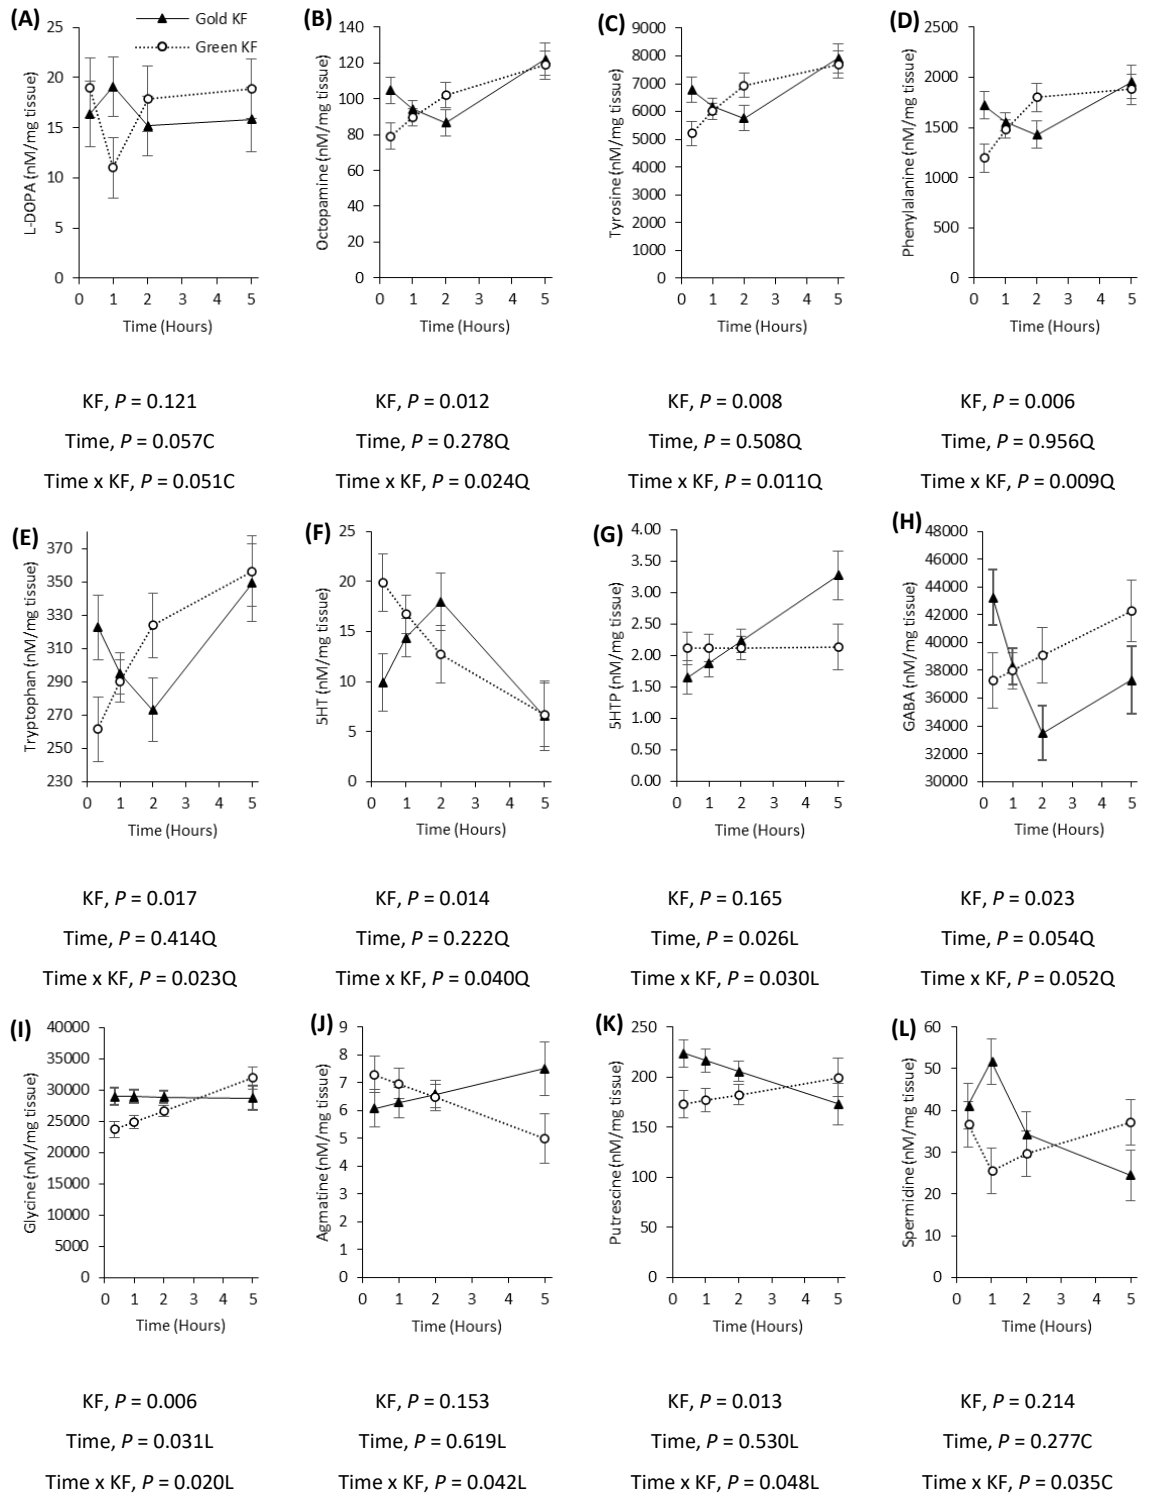 (A)
Gold KF
Green KF
L-DOPA (nM/mg tissue)
25
20
15
10
5
0
0 1 2 3 4 5
Time (Hours)
KF, P = 0.121
Time, P = 0.057C
Time x KF, P = 0.051C
(B)
Octopamine (nM/mg tissue)
140
120
100
80
60
40
20
0
0 1 2 3 4 5
Time (Hours)
KF, P = 0.012
Time, P = 0.278Q
Time x KF, P = 0.024Q
(C)
Tyrosine (nM/mg tissue)
9000
8000
7000
6000
5000
4000
3000
2000
1000
0
0 1 2 3 4 5
Time (Hours)
KF, P = 0.008
Time, P = 0.508Q
Time x KF, P = 0.011Q
(D)
Phenylalanine (nM/mg tissue)
2500
2000
1500
1000
500
0
0 1 2 3 4 5
Time (Hours)
KF, P = 0.006
Time, P = 0.956Q
Time x KF, P = 0.009Q
(E)
Tryptophan (nM/mg tissue)
370
350
330
310
290
270
250
230
0 1 2 3 4 5
Time (Hours)
KF, P = 0.017
Time, P = 0.414Q
Time x KF, P = 0.023Q
(F)
5HT (nM/mg tissue)
25
20
15
10
5
0
0 1 2 3 4 5
Time (Hours)
KF, P = 0.014
Time, P = 0.222Q
Time x KF, P = 0.040Q
(G)
5HTP (nM/mg tissue)
4.00
3.50
3.00
2.50
2.00
1.50
1.00
0.50
0.00
0 1 2 3 4 5
Time (Hours)
KF, P = 0.165
Time, P = 0.026L
Time x KF, P = 0.030L
(H)
GABA (nM/mg tissue)
48000
46000
44000
42000
40000
38000
36000
34000
32000
30000
0 1 2 3 4 5
Time (Hours)
KF, P = 0.023
Time, P = 0.054Q
Time x KF, P = 0.052Q
(I)
Glycine (nM/mg tissue)
40000
35000
30000
25000
20000
15000
10000
5000
0
0 1 2 3 4 5
Time (Hours)
KF, P = 0.006
Time, P = 0.031L
Time x KF, P = 0.020L
(J)
Agmatine (nM/mg tissue)
9
8
7
6
5
4
3
2
1
0
0 1 2 3 4 5
Time (Hours)
KF, P = 0.153
Time, P = 0.619L
Time x KF, P = 0.042L
(K)
Putrescine (nM/mg tissue)
250
200
150
100
50
0
0 1 2 3 4 5
Time (Hours)
KF, P = 0.013
Time, P = 0.530L
Time x KF, P = 0.048L
(L)
Spermidine (nM/mg tissue)
60
50
40
30
20
10
0
0 1 2 3 4 5
Time (Hours)
KF, P = 0.214
Time, P = 0.277C
Time x KF, P = 0.035C